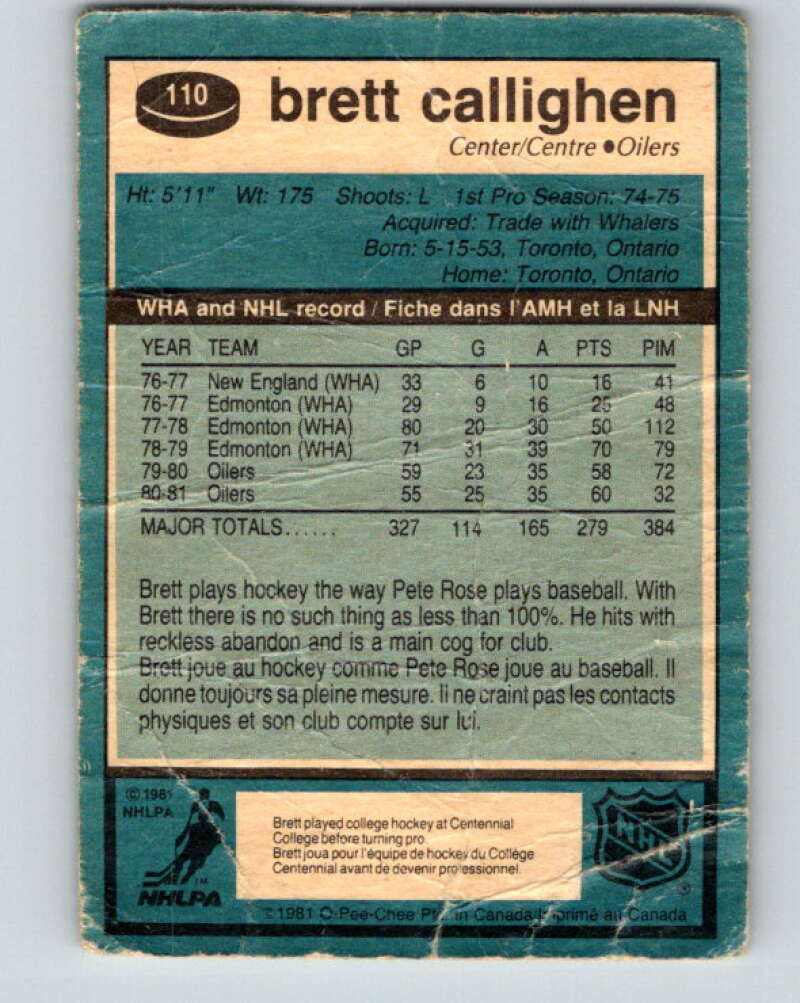 110
brett callighen
Center/Centre ● Oilers
Ht: 5'11" Wt: 175 Shoots: L 1st Pro Season: 74-75
Acquired: Trade with Whalers
Born: 5-15-53, Toronto, Ontario
Home: Toronto, Ontario
WHA and NHL record / Fiche dans l'AMH et la LNH
YEAR TEAM GP G A PTS PIM
76-77 New England (WHA) 33 6 10 16 41
76-77 Edmonton (WHA) 29 9 16 25 48
77-78 Edmonton (WHA) 80 20 30 50 112
78-79 Edmonton (WHA) 71 31 39 70 79
79-80 Oilers 59 23 35 58 72
80-81 Oilers 55 25 35 60 32
MAJOR TOTALS...... 327 114 165 279 384
Brett plays hockey the way Pete Rose plays baseball. With
Brett there is no such thing as less than 100%. He hits with
reckless abandon and is a main cog for club.
Brett joue au hockey comme Pete Rose joue au baseball. Il
donne toujours sa pleine mesure. Il ne craint pas les contacts
physiques et son club compte sur lui.
© 1981
NHLPA
Brett played college hockey at Centennial
College before turning pro.
Brett joua pour l'équipe de hockey du Collège
Centennial avant de devenir professionnel.
TM
NHLPA
NHL
®
© 1981 O-Pee-Chee Ptd. in Canada Imprimé au Canada